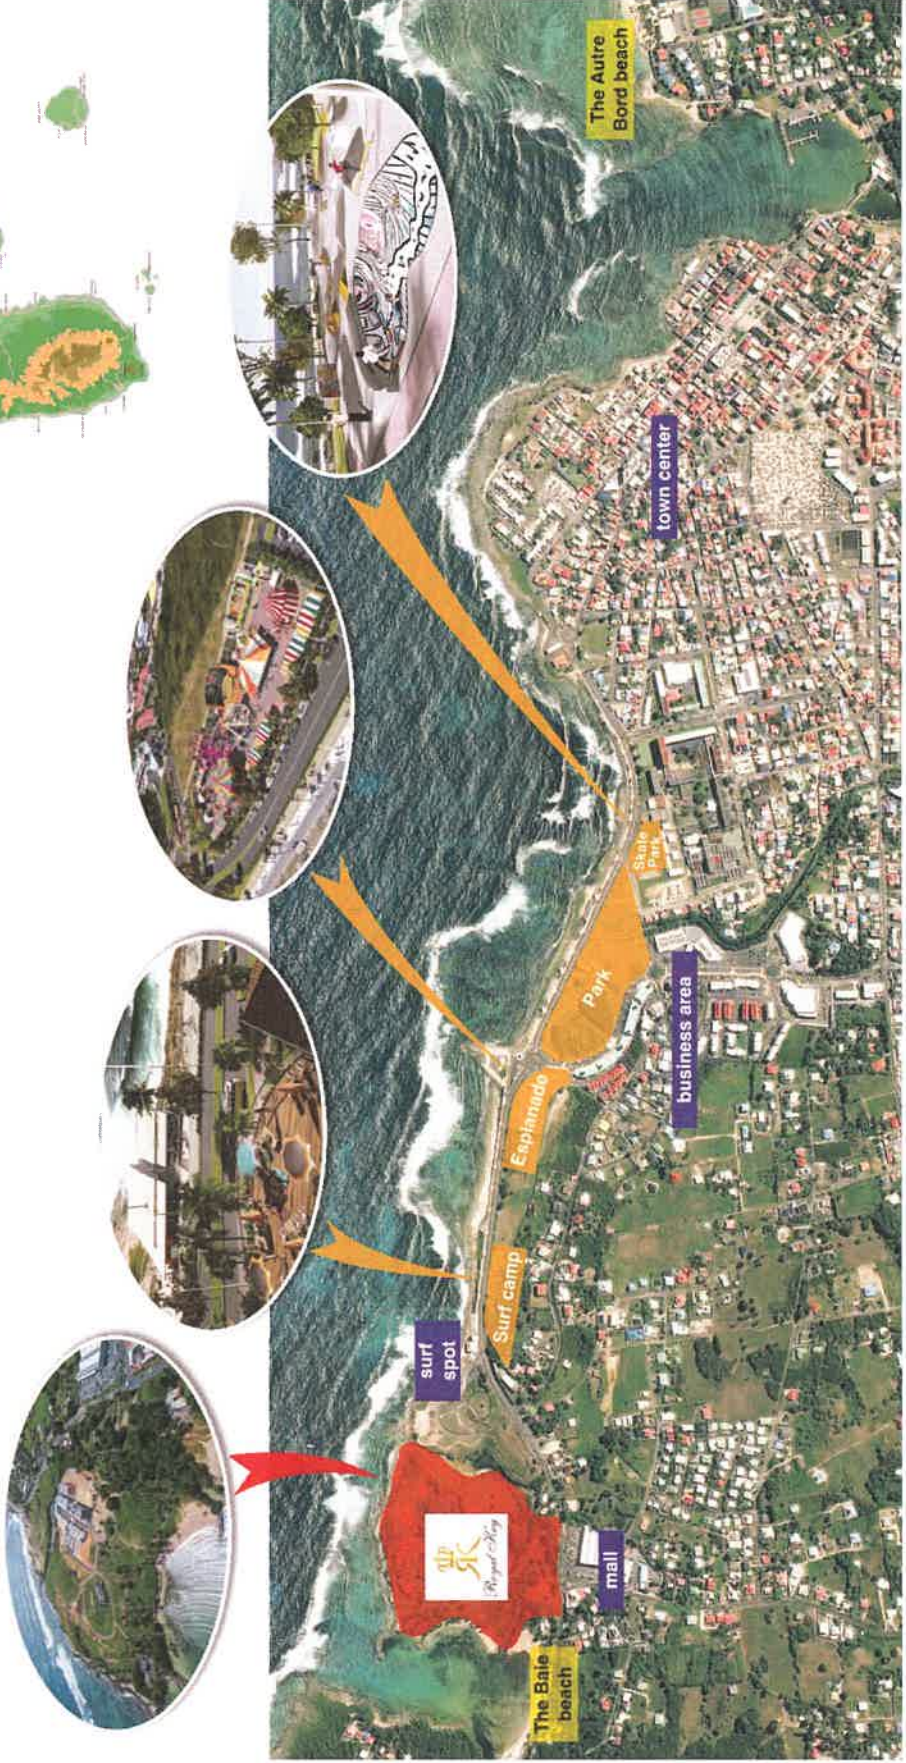 The Baie
beach
Royal Key
mall
surf
spot
Surf camp
Esplanade
Park
Skate
Park
business area
town center
The Autre
Bord beach